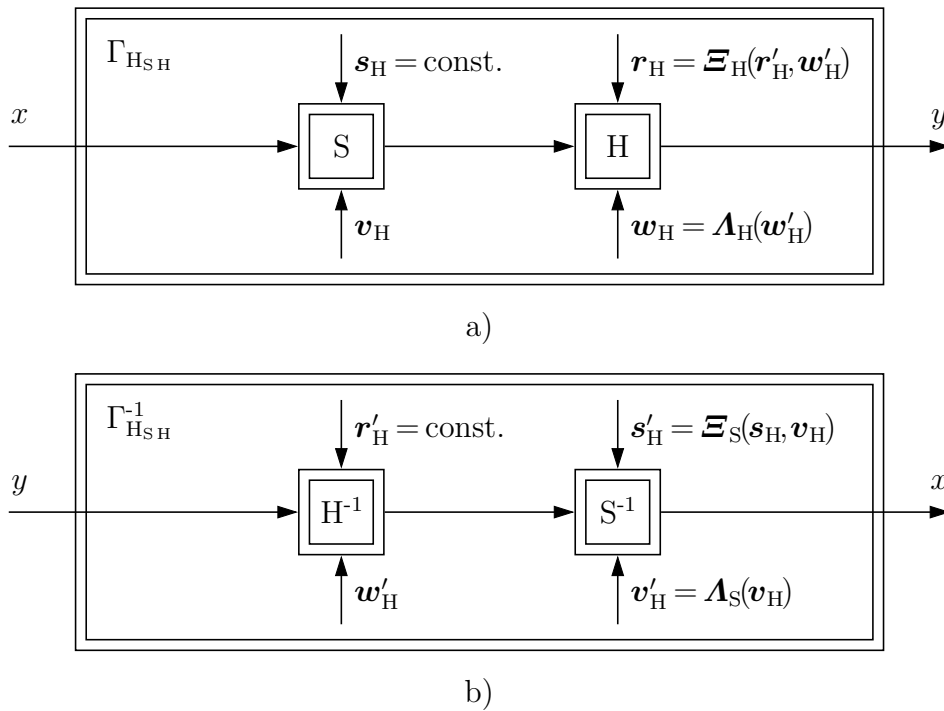 Γ_{H_{S H}}
s_H = const.
r_H = Ξ_H(r′_H, w′_H)
x
y
S
H
v_H
w_H = Λ_H(w′_H)
a)
Γ^{-1}_{H_{S H}}
r′_H = const.
s′_H = Ξ_S(s_H, v_H)
y
x
H^{-1}
S^{-1}
w′_H
v′_H = Λ_S(v_H)
b)